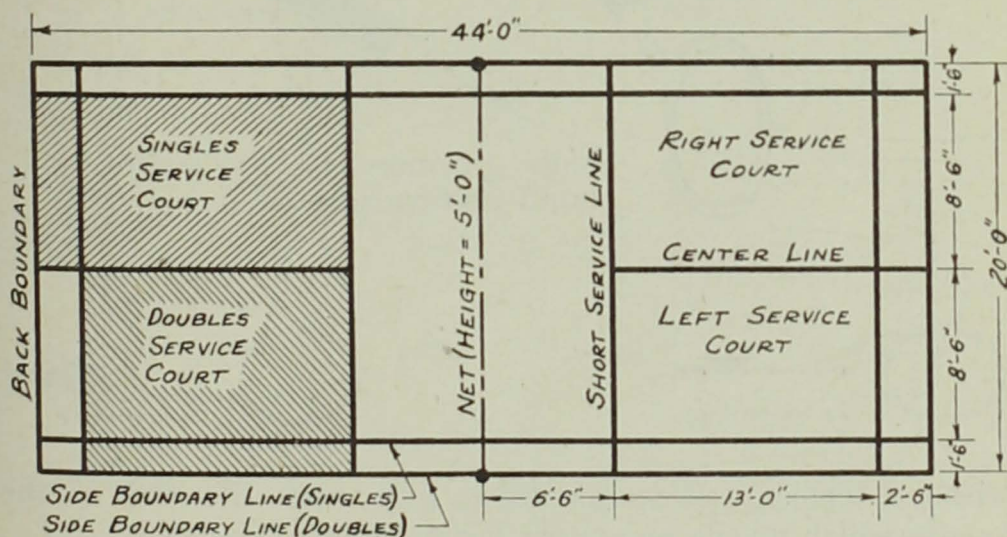 44'-0"
SINGLES
SERVICE
COURT
DOUBLES
SERVICE
COURT
BACK BOUNDARY
NET (HEIGHT = 5'-0")
SHORT SERVICE LINE
RIGHT SERVICE
COURT
CENTER LINE
LEFT SERVICE
COURT
1'-6"
8'-6"
8'-6"
1'-6"
20'-0"
SIDE BOUNDARY LINE (SINGLES)
SIDE BOUNDARY LINE (DOUBLES)
6'-6"
13'-0"
2'-6"